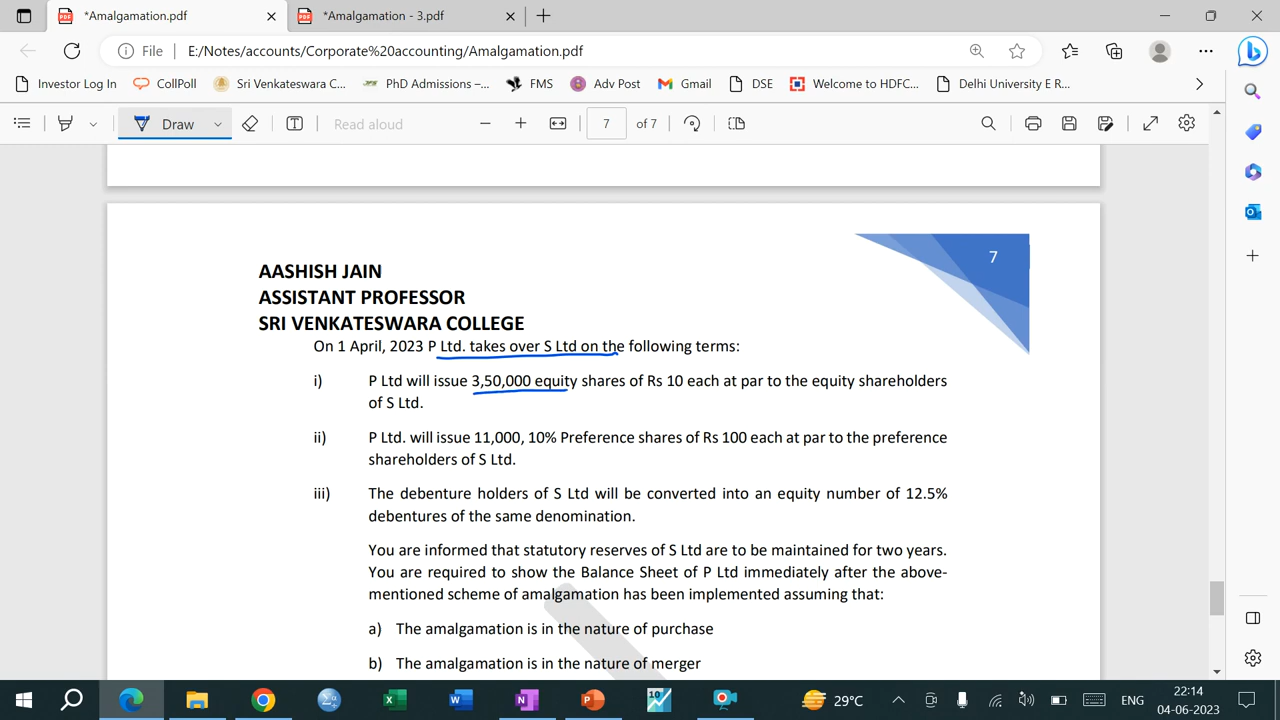 *Amalgamation.pdf
*Amalgamation - 3.pdf
File
E:/Notes/accounts/Corporate%20accounting/Amalgamation.pdf
Investor Log In
CollPoll
Sri Venkateswara C...
PhD Admissions –...
FMS
Adv Post
Gmail
DSE
Welcome to HDFC...
Delhi University E R...
Draw
Read aloud
7
of 7
7
AASHISH JAIN
ASSISTANT PROFESSOR
SRI VENKATESWARA COLLEGE
On 1 April, 2023 P Ltd. takes over S Ltd on the following terms:
i) P Ltd will issue 3,50,000 equity shares of Rs 10 each at par to the equity shareholders
of S Ltd.
ii) P Ltd. will issue 11,000, 10% Preference shares of Rs 100 each at par to the preference
shareholders of S Ltd.
iii) The debenture holders of S Ltd will be converted into an equity number of 12.5%
debentures of the same denomination.
You are informed that statutory reserves of S Ltd are to be maintained for two years.
You are required to show the Balance Sheet of P Ltd immediately after the above-
mentioned scheme of amalgamation has been implemented assuming that:
a) The amalgamation is in the nature of purchase
b) The amalgamation is in the nature of merger
29°C
ENG
22:14
04-06-2023